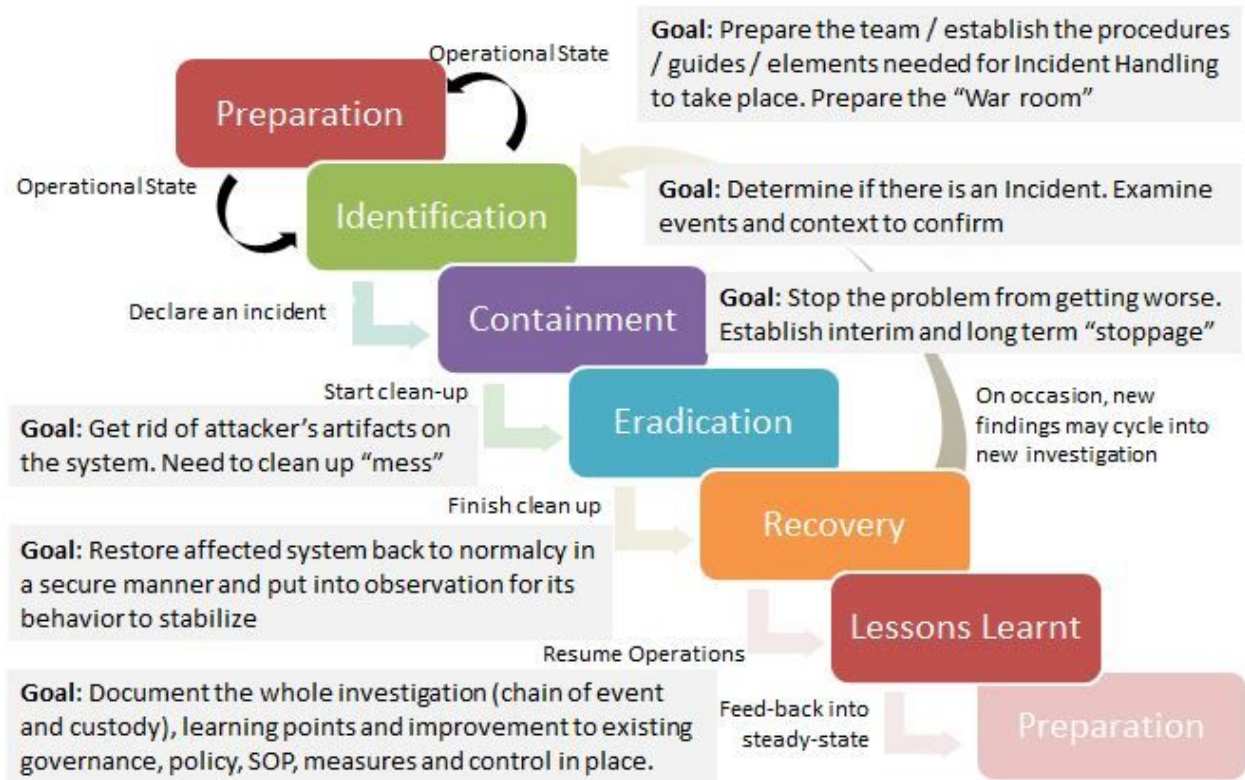 Operational State
Goal: Prepare the team / establish the procedures
/ guides / elements needed for Incident Handling
to take place. Prepare the “War room”
Preparation
Operational State
Identification
Goal: Determine if there is an Incident. Examine
events and context to confirm
Declare an incident
Containment
Goal: Stop the problem from getting worse.
Establish interim and long term “stoppage”
Start clean-up
Eradication
On occasion, new
findings may cycle into
new investigation
Goal: Get rid of attacker’s artifacts on
the system. Need to clean up “mess”
Finish clean up
Recovery
Goal: Restore affected system back to normalcy in
a secure manner and put into observation for its
behavior to stabilize
Lessons Learnt
Resume Operations
Goal: Document the whole investigation (chain of event
and custody), learning points and improvement to existing
governance, policy, SOP, measures and control in place.
Feed-back into
steady-state
Preparation